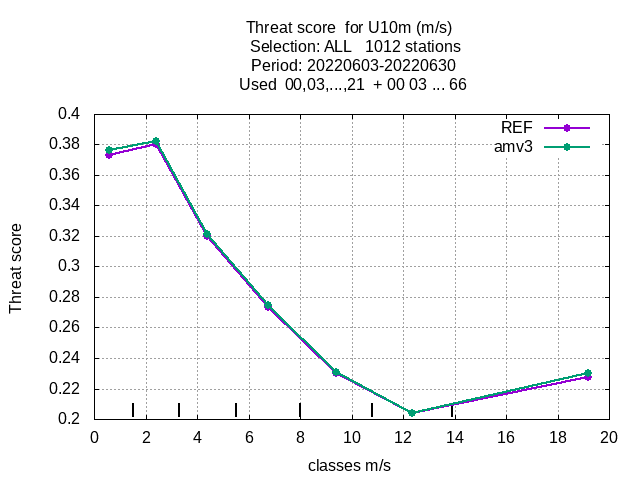 Threat score  for U10m (m/s)
Selection: ALL   1012 stations
Period: 20220603-20220630
Used  00,03,...,21  + 00 03 ... 66
REF
amv3
Threat score
0.4
0.38
0.36
0.34
0.32
0.3
0.28
0.26
0.24
0.22
0.2
0 2 4 6 8 10 12 14 16 18 20
classes m/s